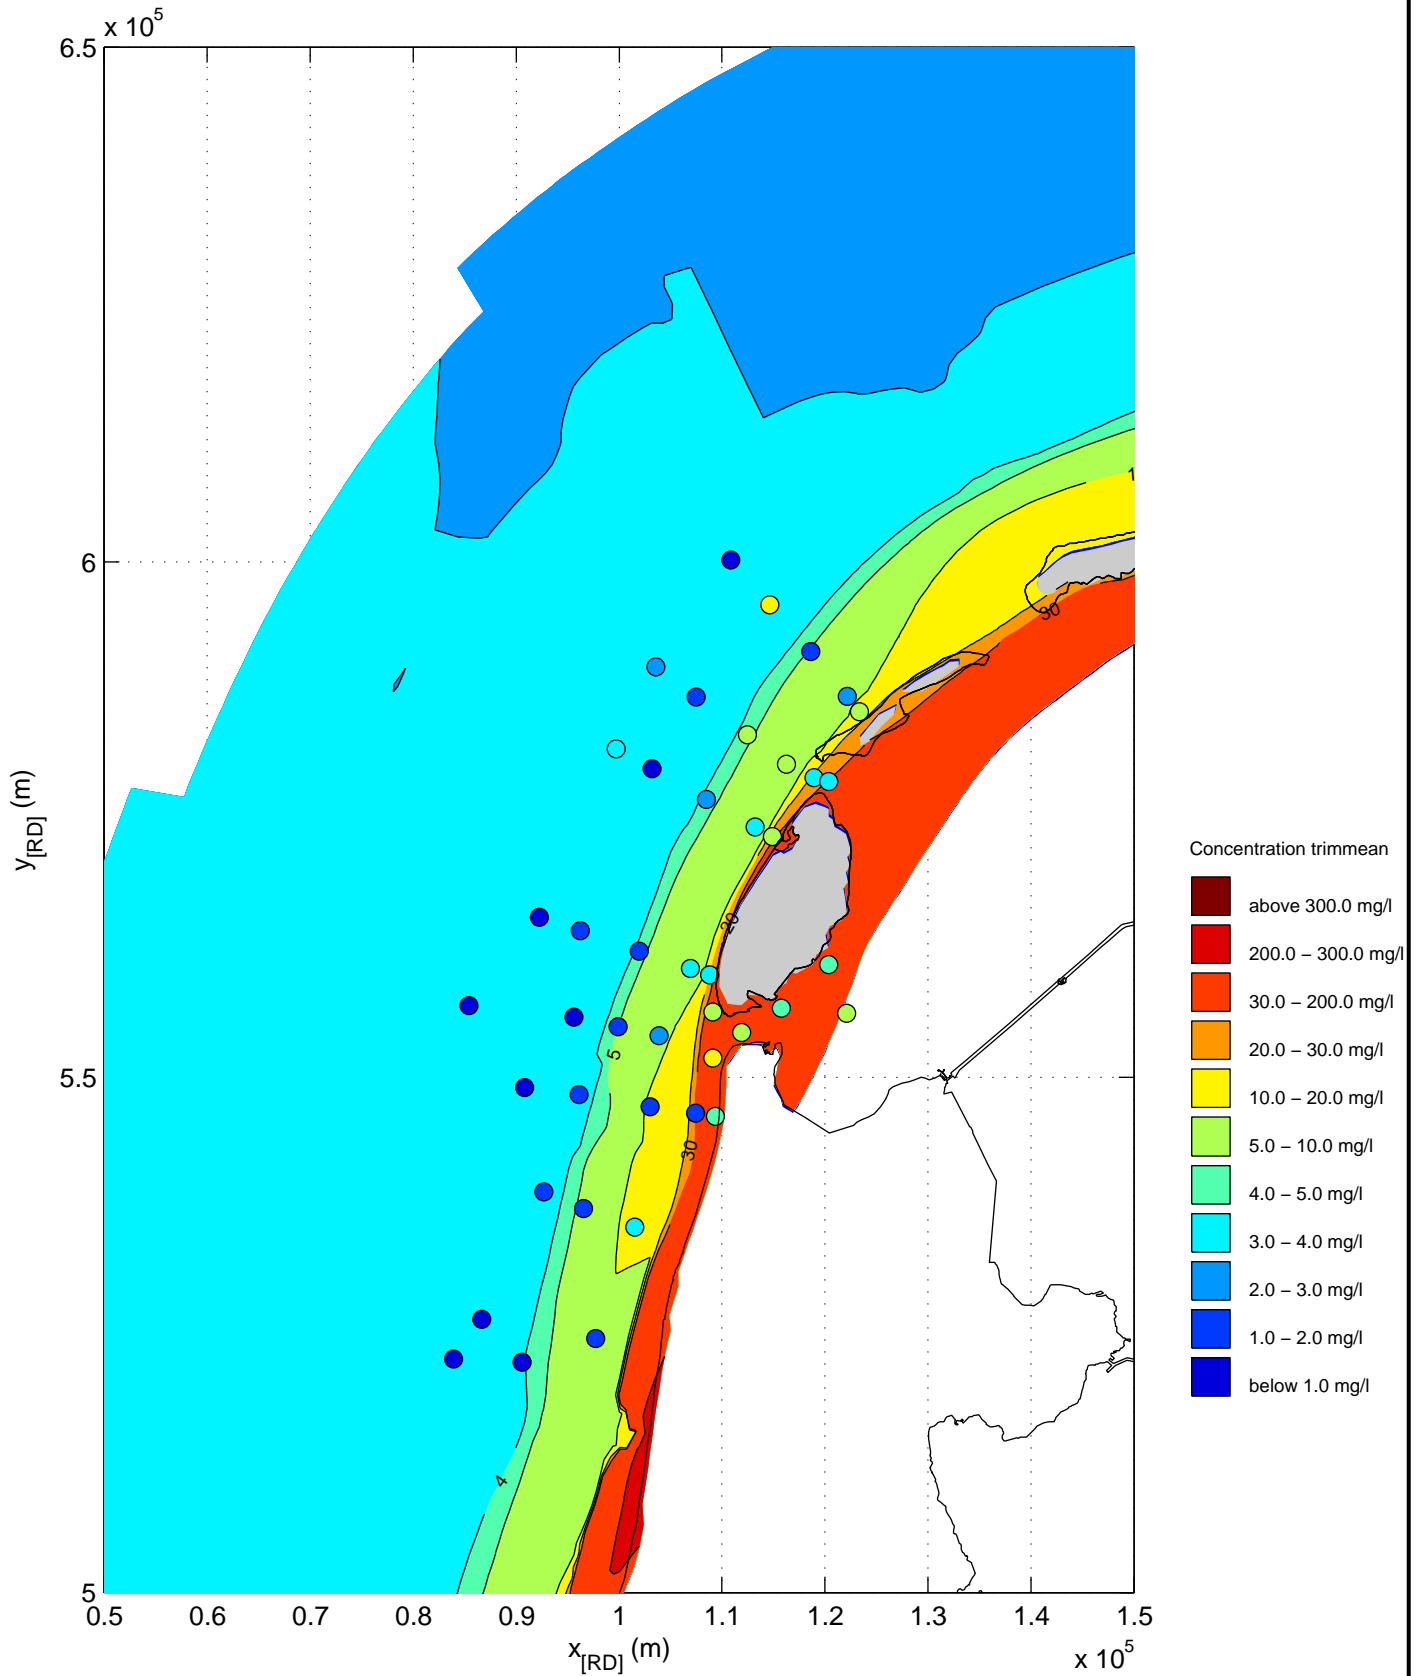 x 10^5
6.5
6
5.5
5
y[RD] (m)
1
30
20
5
30
4
Concentration trimmean
above 300.0 mg/l
200.0 – 300.0 mg/l
30.0 – 200.0 mg/l
20.0 – 30.0 mg/l
10.0 – 20.0 mg/l
5.0 – 10.0 mg/l
4.0 – 5.0 mg/l
3.0 – 4.0 mg/l
2.0 – 3.0 mg/l
1.0 – 2.0 mg/l
below 1.0 mg/l
0.5 0.6 0.7 0.8 0.9 1 1.1 1.2 1.3 1.4 1.5
x[RD] (m)
x 10^5